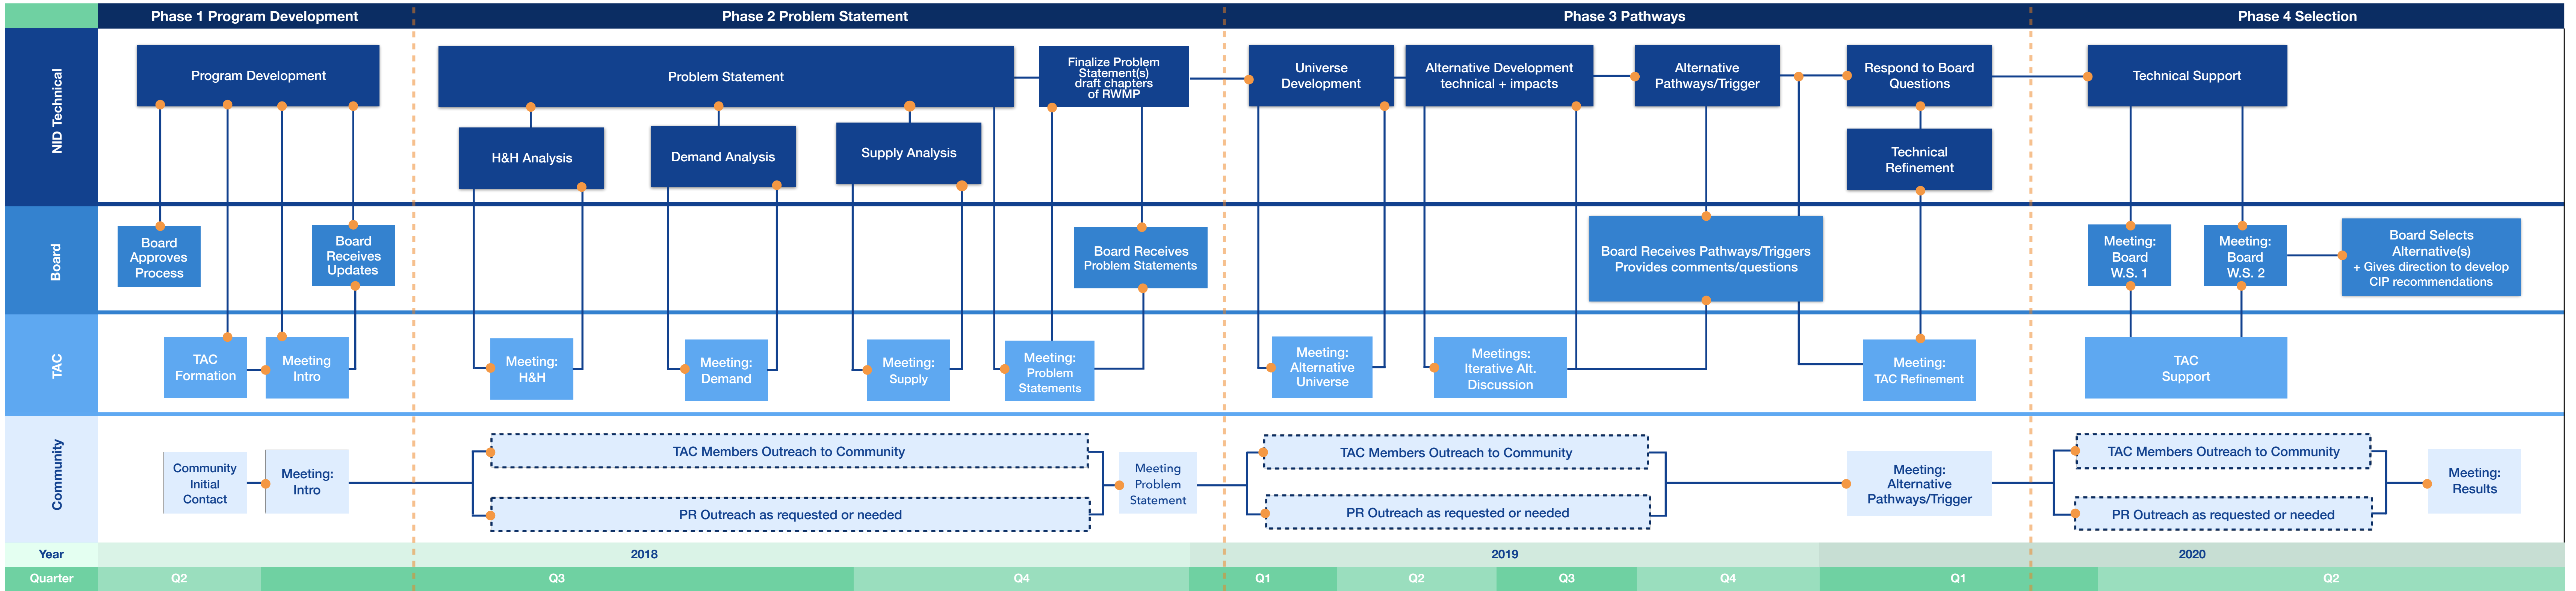 Phase 1 Program Development
Phase 2 Problem Statement
Phase 3 Pathways
Phase 4 Selection
NID Technical
Program Development
Problem Statement
Finalize Problem
Statement(s)
draft chapters
of RWMP
Universe
Development
Alternative Development
technical + impacts
Alternative
Pathways/Trigger
Respond to Board
Questions
Technical Support
H&H Analysis
Demand Analysis
Supply Analysis
Technical
Refinement
Board
Board
Approves
Process
Board
Receives
Updates
Board Receives
Problem Statements
Board Receives Pathways/Triggers
Provides comments/questions
Meeting:
Board
W.S. 1
Meeting:
Board
W.S. 2
Board Selects
Alternative(s)
+ Gives direction to develop
CIP recommendations
TAC
TAC
Formation
Meeting
Intro
Meeting:
H&H
Meeting:
Demand
Meeting:
Supply
Meeting:
Problem
Statements
Meeting:
Alternative
Universe
Meetings:
Iterative Alt.
Discussion
Meeting:
TAC Refinement
TAC
Support
Community
Community
Initial
Contact
Meeting:
Intro
TAC Members Outreach to Community
PR Outreach as requested or needed
Meeting
Problem
Statement
TAC Members Outreach to Community
PR Outreach as requested or needed
Meeting:
Alternative
Pathways/Trigger
TAC Members Outreach to Community
PR Outreach as requested or needed
Meeting:
Results
Year
2018
2019
2020
Quarter
Q2
Q3
Q4
Q1
Q2
Q3
Q4
Q1
Q2